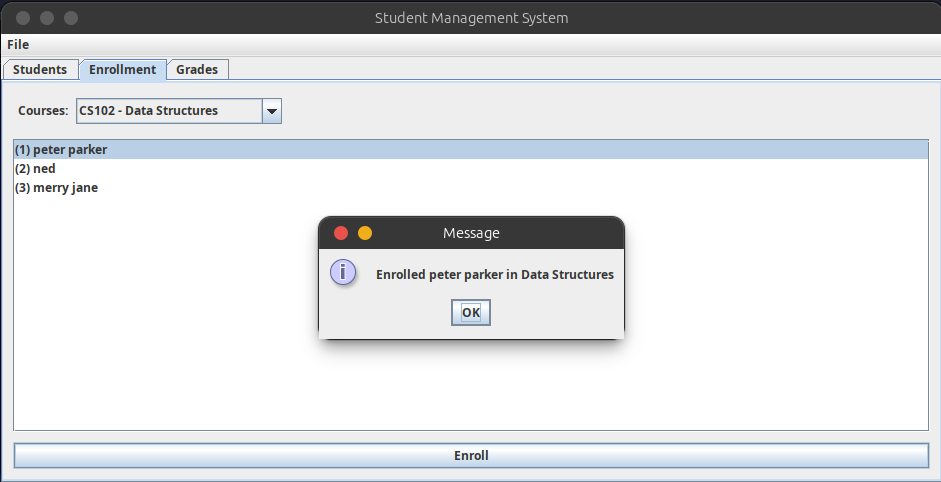 Student Management System
File
Students Enrollment Grades
Courses: CS102 - Data Structures
(1) peter parker
(2) ned
(3) merry jane
Message
i Enrolled peter parker in Data Structures
OK
Enroll